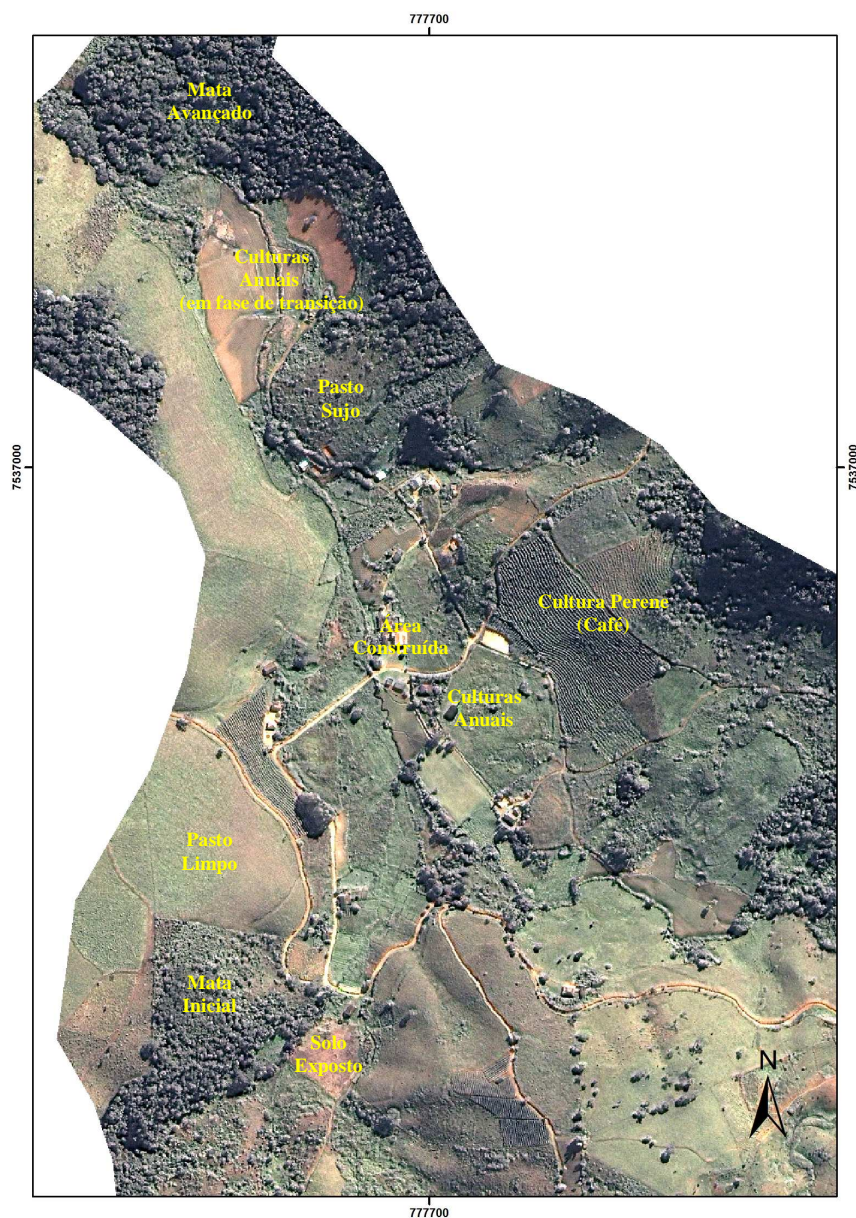 777700
Mata
Avançado
Culturas
Anuais
(em fase de transição)
Pasto
Sujo
7537000
7537000
Cultura Perene
(Café)
Área
Construída
Culturas
Anuais
Pasto
Limpo
Mata
Inicial
Solo
Exposto
N
777700